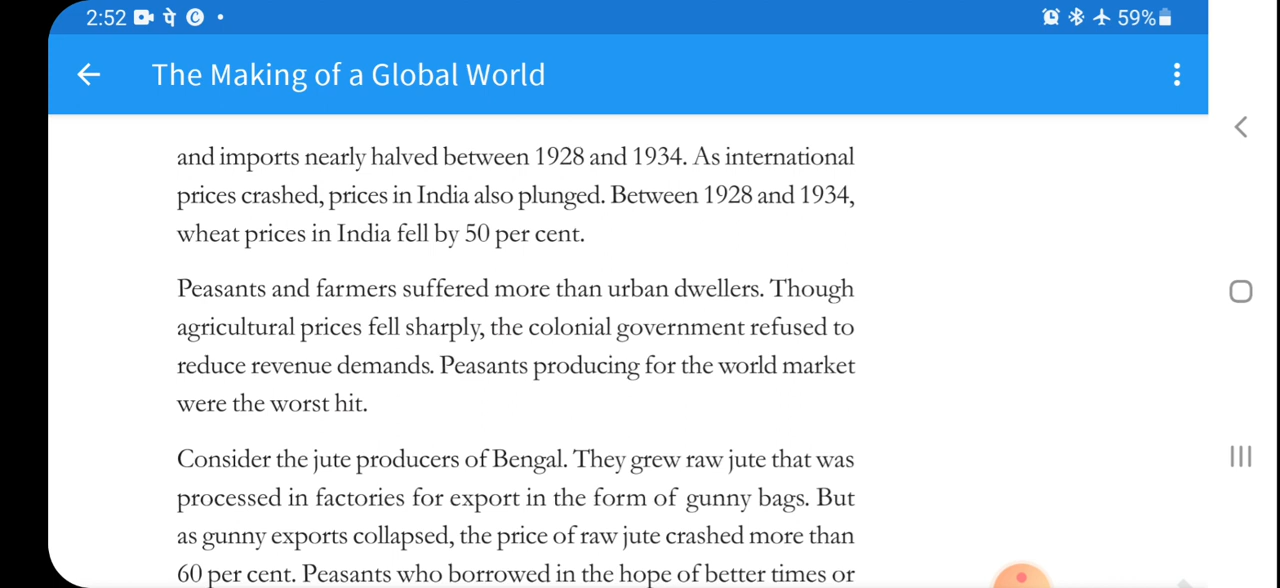 2:52 पे © 59%
The Making of a Global World
and imports nearly halved between 1928 and 1934. As international
prices crashed, prices in India also plunged. Between 1928 and 1934,
wheat prices in India fell by 50 per cent.
Peasants and farmers suffered more than urban dwellers. Though
agricultural prices fell sharply, the colonial government refused to
reduce revenue demands. Peasants producing for the world market
were the worst hit.
Consider the jute producers of Bengal. They grew raw jute that was
processed in factories for export in the form of gunny bags. But
as gunny exports collapsed, the price of raw jute crashed more than
60 per cent. Peasants who borrowed in the hope of better times or